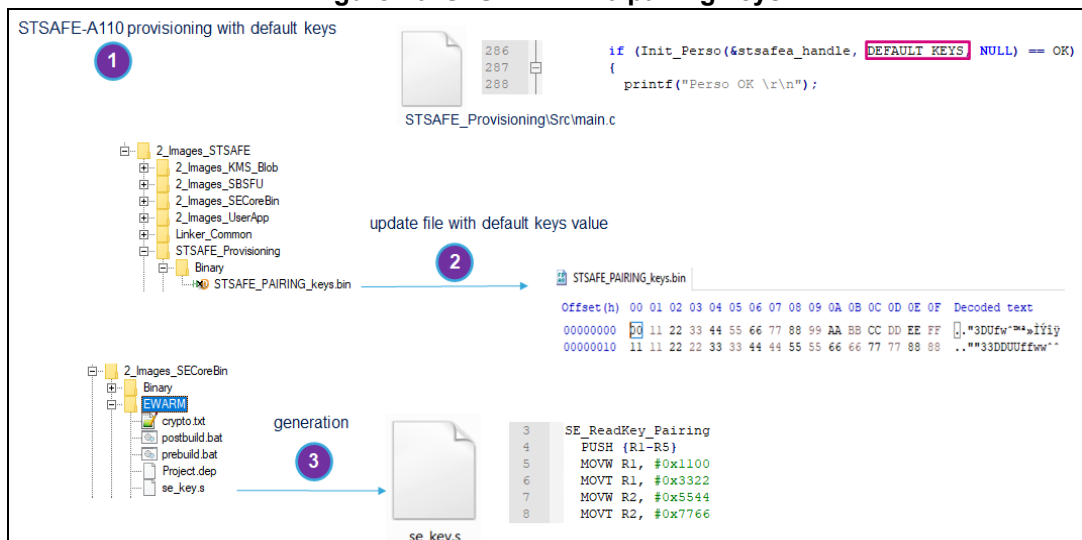 STSAFE-A110 provisioning with default keys
1
286 if (Init_Perso(&stsafea_handle, DEFAULT_KEYS, NULL) == OK)
287 {
288 printf("Perso OK \r\n");
STSAFE_Provisioning\Src\main.c
2_Images_STSAFE
2_Images_KMS_Blob
2_Images_SBSFU
2_Images_SECoreBin
2_Images_UserApp
Linker_Common
STSAFE_Provisioning
Binary
STSAFE_PAIRING_keys.bin
update file with default keys value
2
STSAFE_PAIRING_keys.bin
Offset(h) 00 01 02 03 04 05 06 07 08 09 0A 0B 0C 0D 0E 0F Decoded text
00000000 00 11 22 33 44 55 66 77 88 99 AA BB CC DD EE FF .."3DUfwˆ™ª»ÌÝîÿ
00000010 11 11 22 22 33 33 44 44 55 55 66 66 77 77 88 88 ..""33DDUUffwwˆˆ
2_Images_SECoreBin
Binary
EWARM
crypto.txt
postbuild.bat
prebuild.bat
Project.dep
se_key.s
generation
3
3 SE_ReadKey_Pairing
4 PUSH {R1-R5}
5 MOVW R1, #0x1100
6 MOVT R1, #0x3322
7 MOVW R2, #0x5544
8 MOVT R2, #0x7766
se_key.s